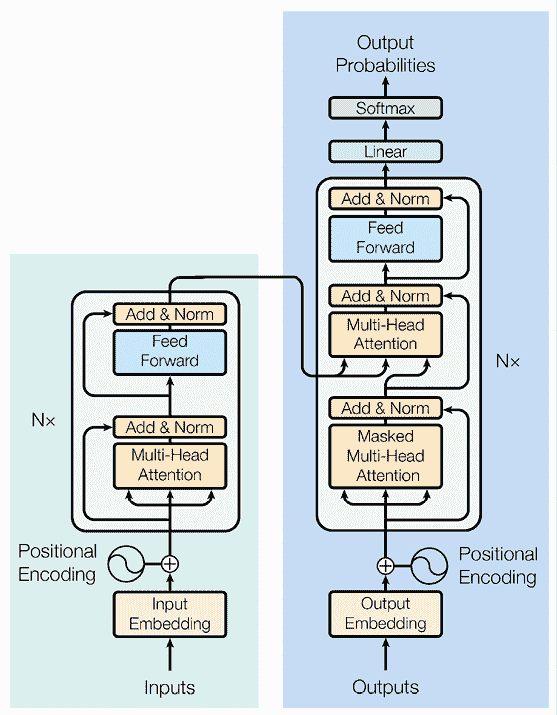 Output
Probabilities
Softmax
Linear
Add & Norm
Feed
Forward
Add & Norm
Multi-Head
Attention
Add & Norm
Masked
Multi-Head
Attention
N×
Positional
Encoding
Output
Embedding
Outputs
Add & Norm
Feed
Forward
Add & Norm
Multi-Head
Attention
N×
Positional
Encoding
Input
Embedding
Inputs